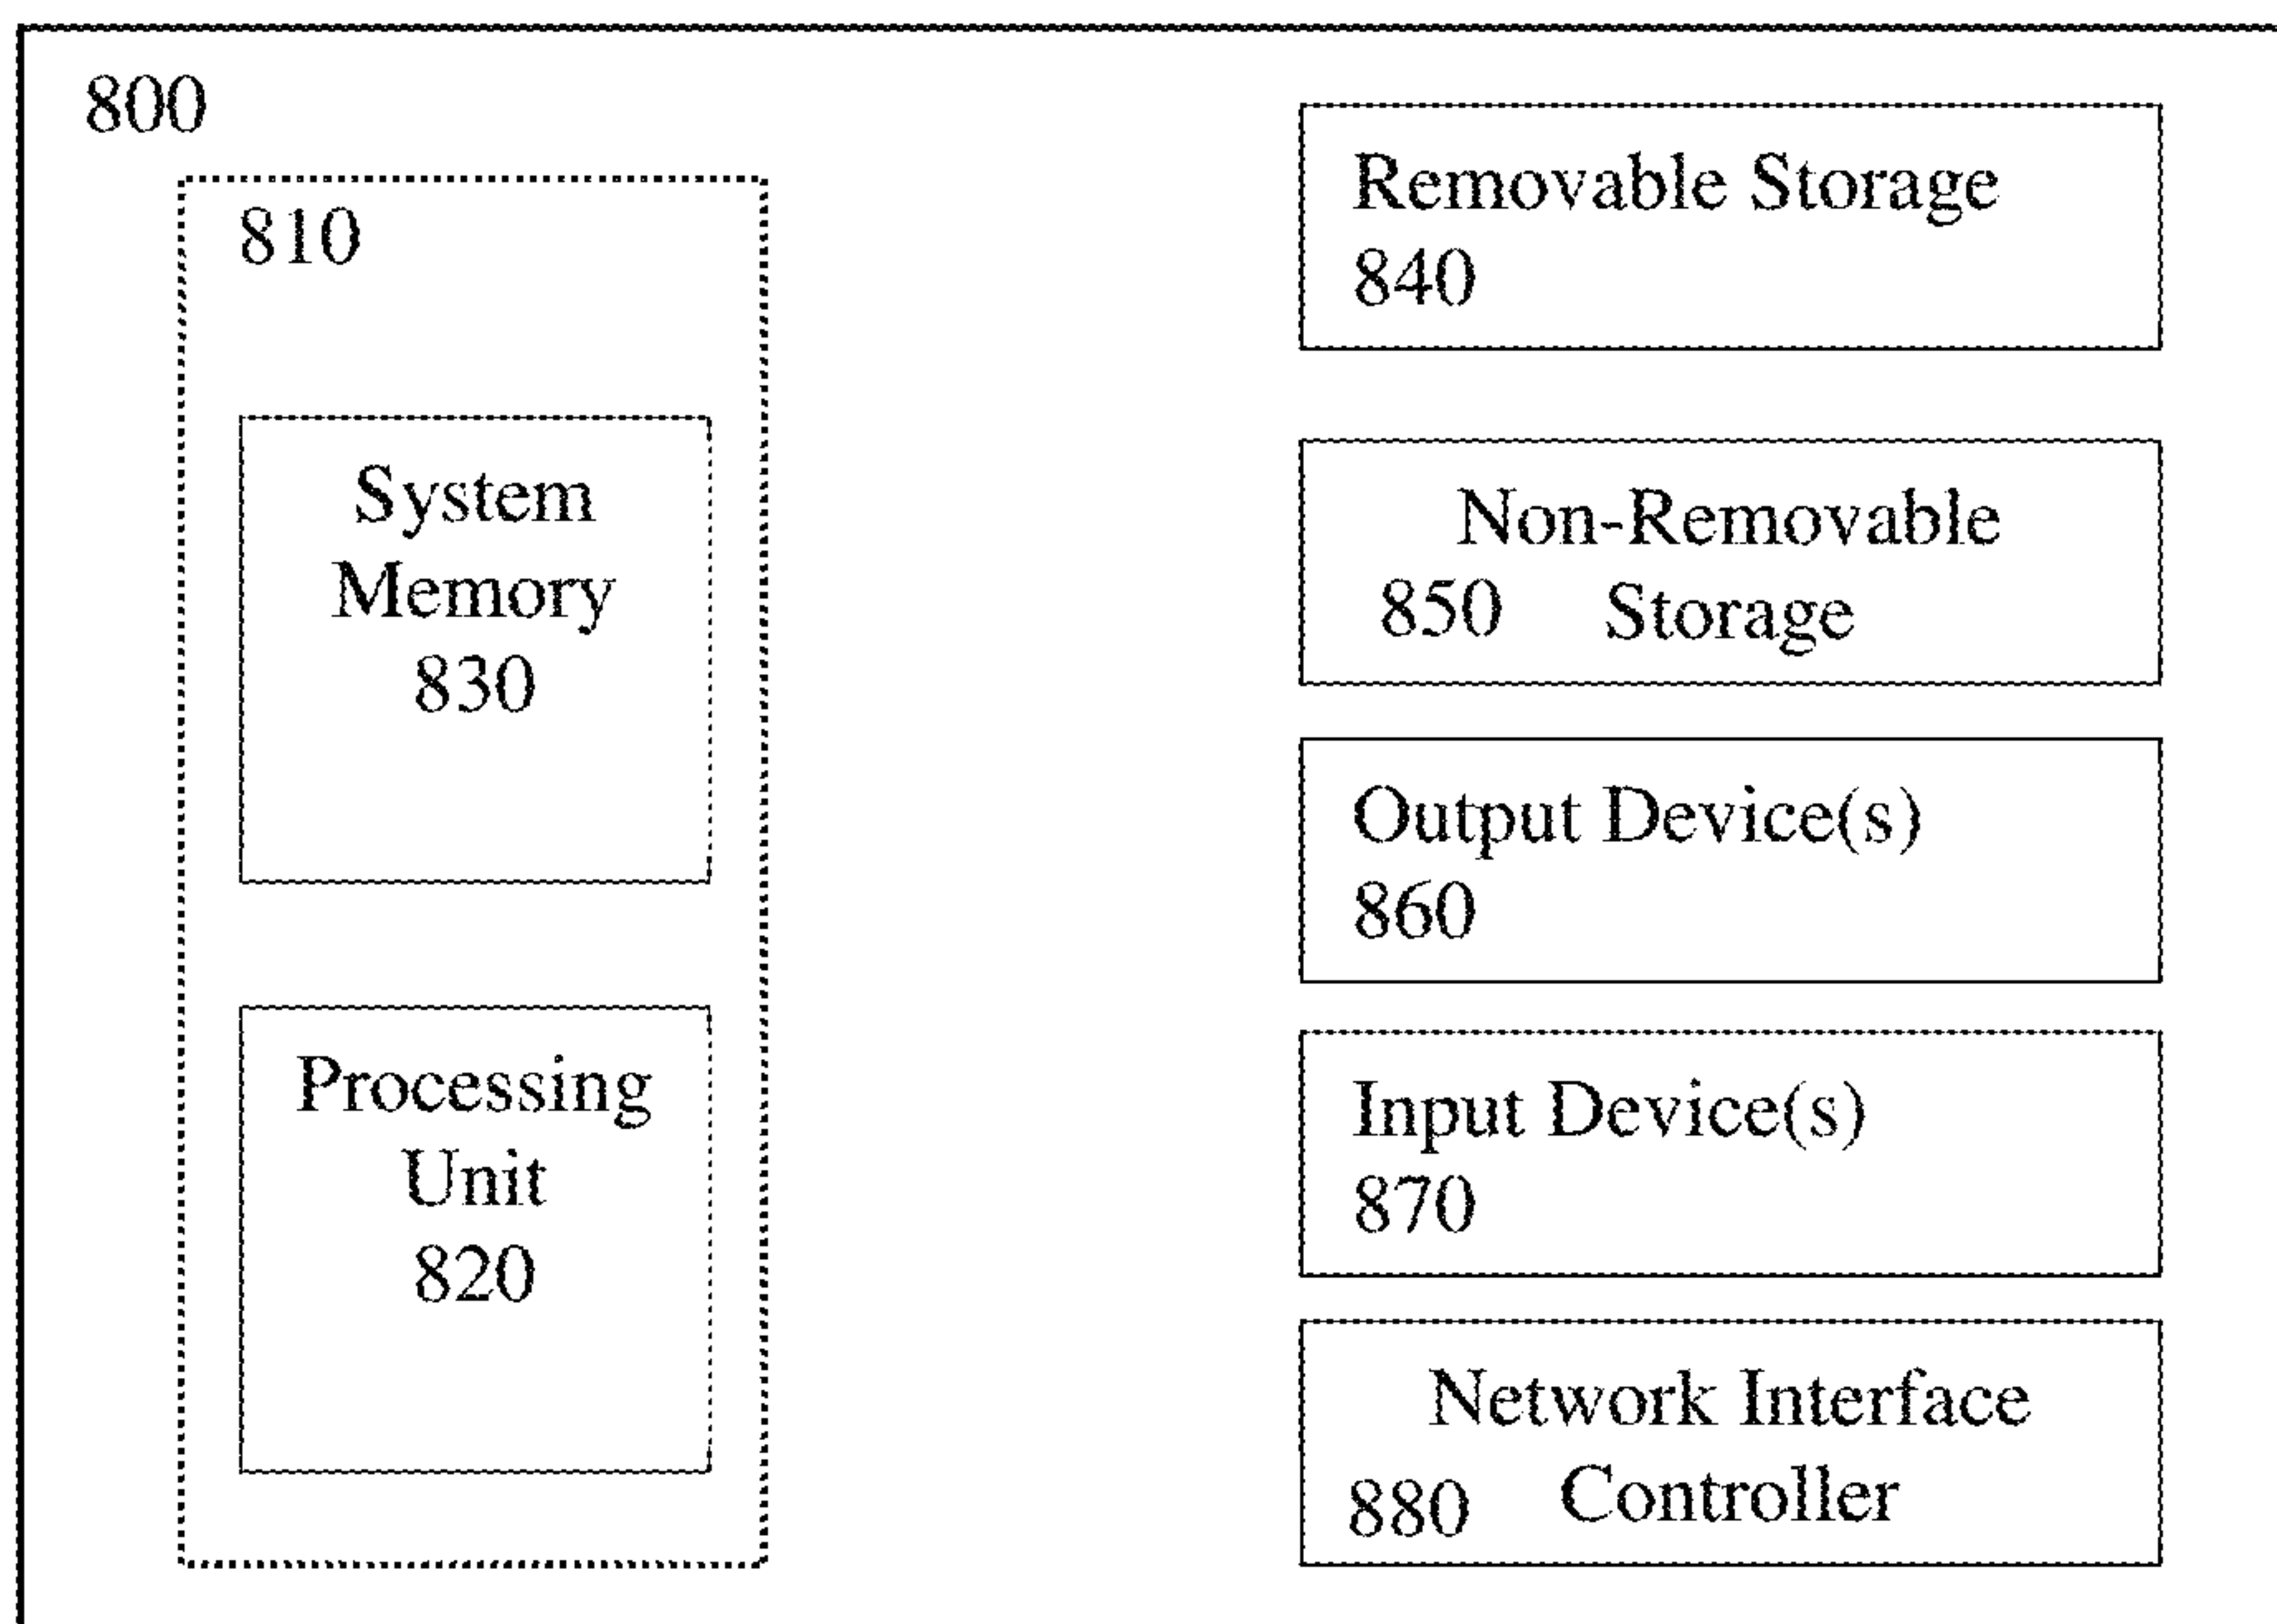 800
810
System
Memory
830
Processing
Unit
820
Removable Storage
840
Non-Removable
850 Storage
Output Device(s)
860
Input Device(s)
870
Network Interface
880 Controller